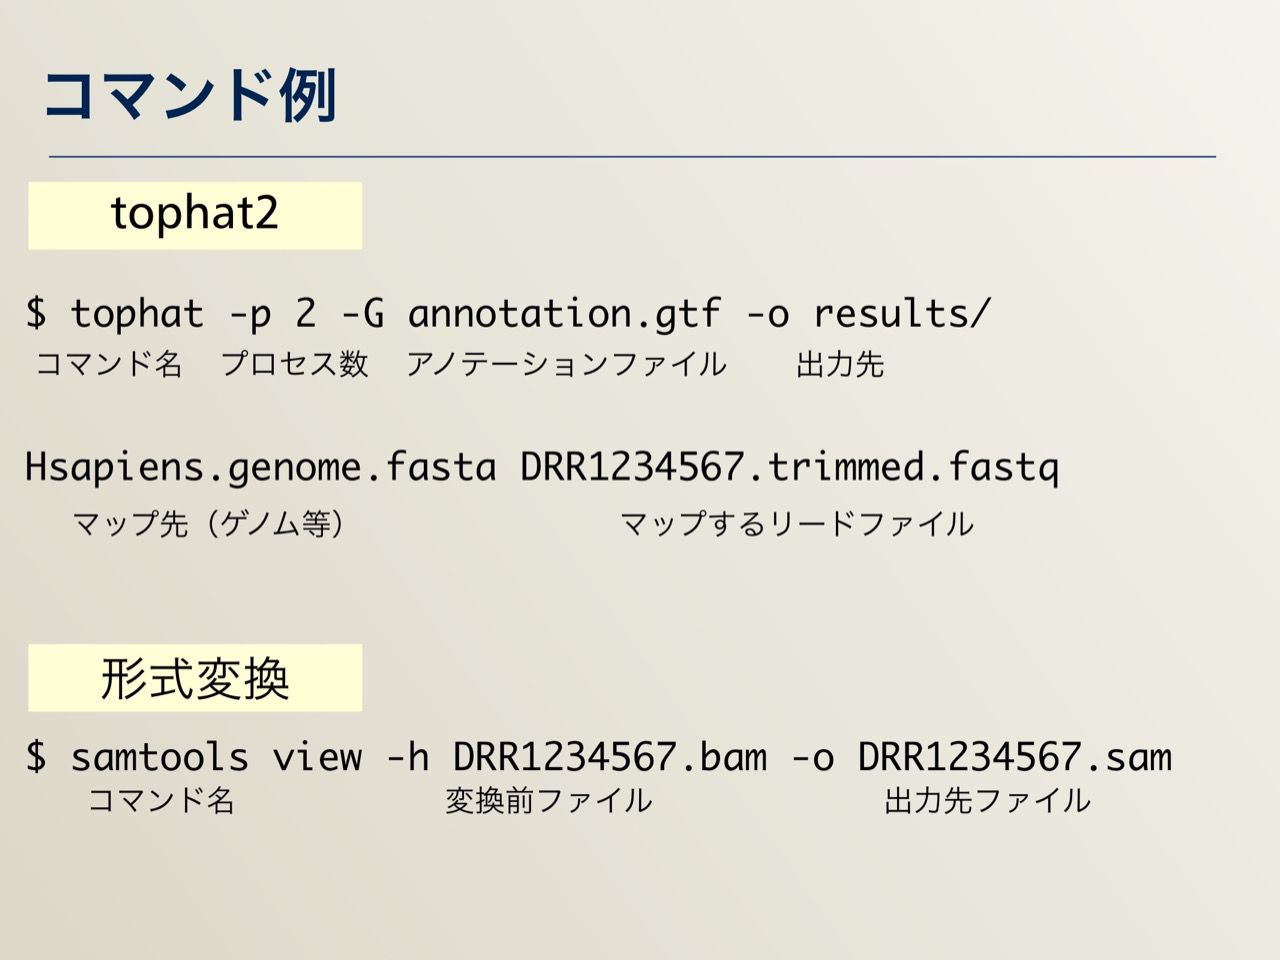 コマンド例
tophat2
$ tophat -p 2 -G annotation.gtf -o results/
コマンド名 プロセス数 アノテーションファイル 出力先
Hsapiens.genome.fasta DRR1234567.trimmed.fastq
マップ先（ゲノム等） マップするリードファイル
形式変換
$ samtools view -h DRR1234567.bam -o DRR1234567.sam
コマンド名 変換前ファイル 出力先ファイル